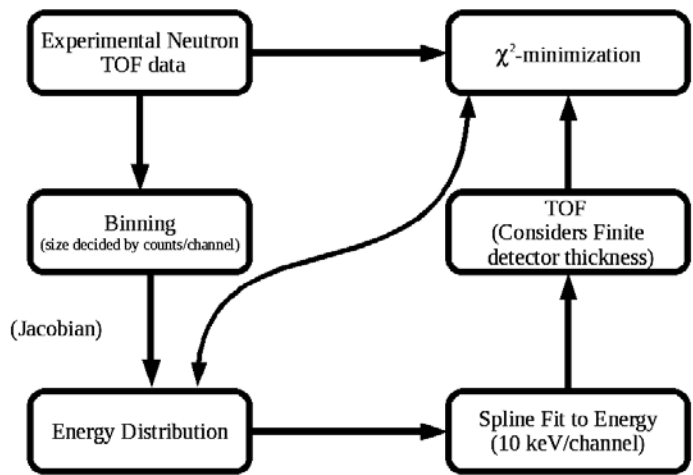 Experimental Neutron
TOF data
χ²-minimization
Binning
(size decided by counts/channel)
TOF
(Considers Finite
detector thickness)
(Jacobian)
Energy Distribution
Spline Fit to Energy
(10 keV/channel)